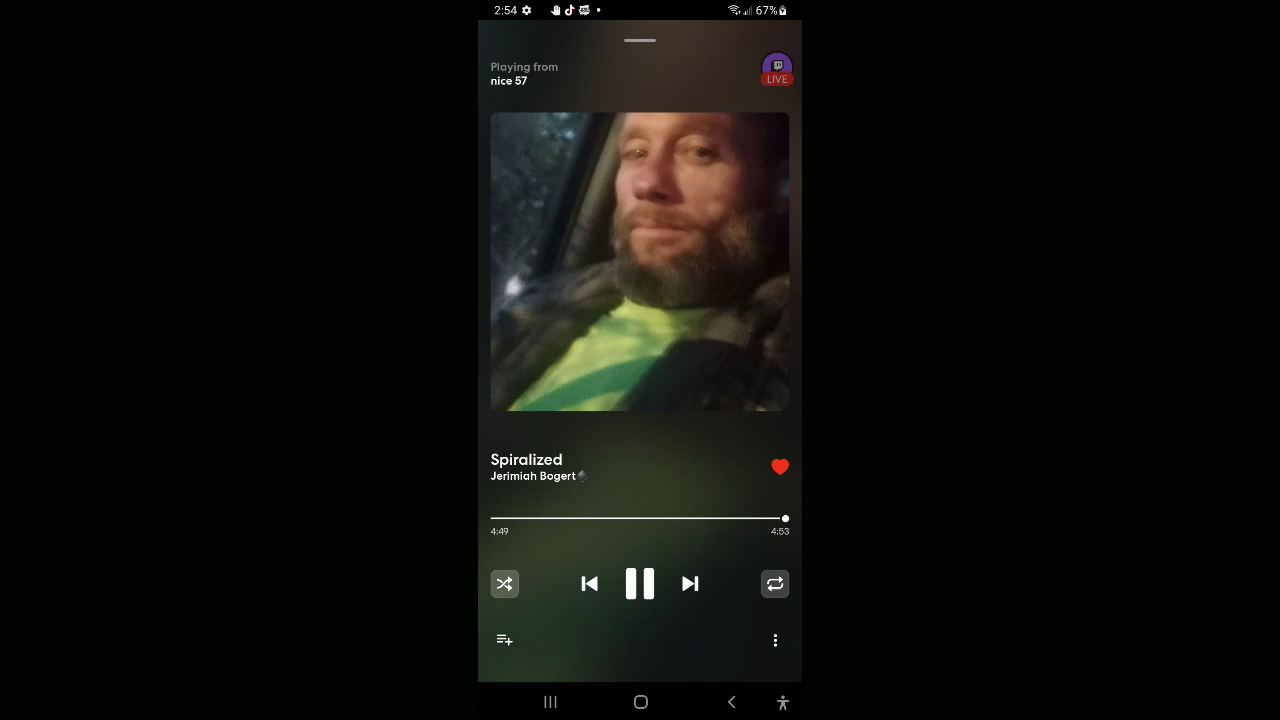 2:54
67%
Playing from
nice 57
LIVE
Spiralized
Jerimiah Bogert
4:49
4:53